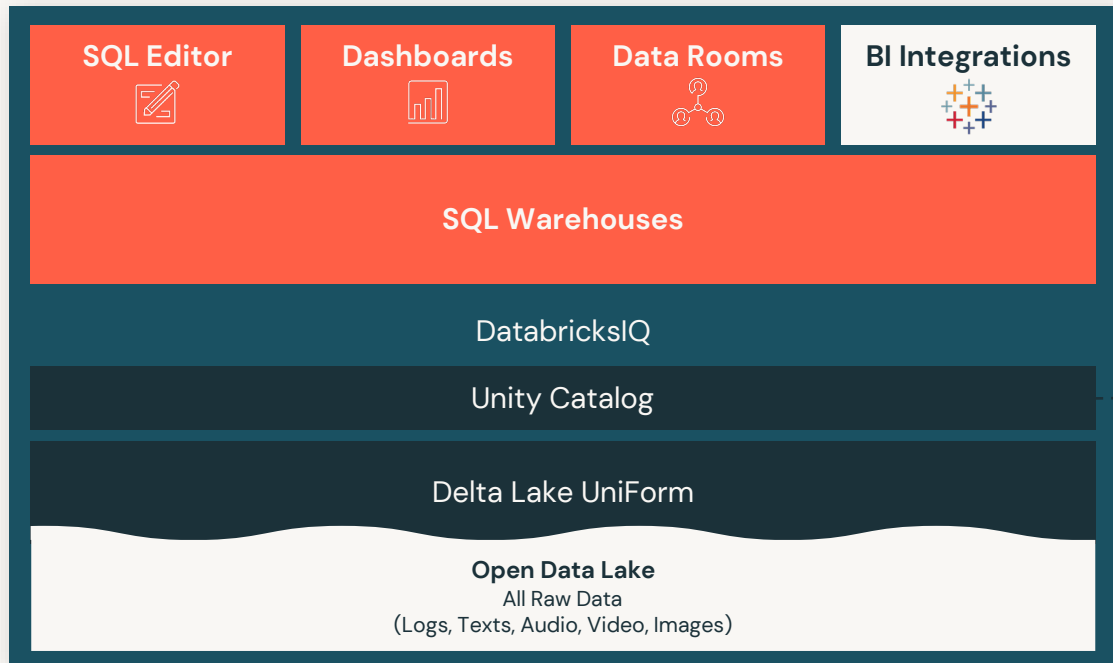 SQL Editor
Dashboards
Data Rooms
BI Integrations
SQL Warehouses
DatabricksIQ
Unity Catalog
Delta Lake UniForm
Open Data Lake
All Raw Data
(Logs, Texts, Audio, Video, Images)